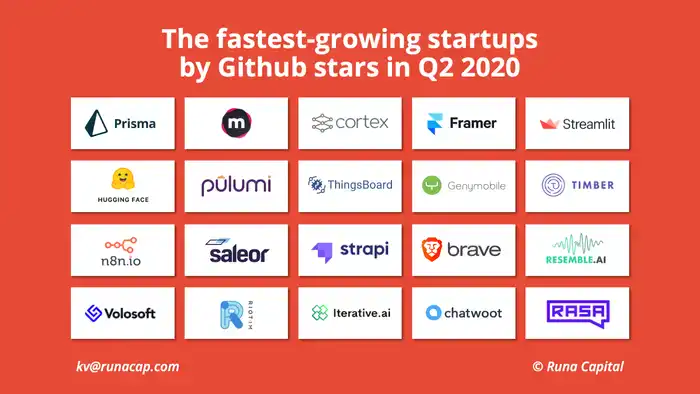 The fastest-growing startups
by Github stars in Q2 2020
Prisma
m
cortex
Framer
Streamlit
HUGGING FACE
pulumi
ThingsBoard
Genymobile
TIMBER
n8n.io
saleor
strapi
brave
RESEMBLE.AI
Volosoft
RIOTIM
Iterative.ai
chatwoot
RASA
kv@runacap.com
© Runa Capital